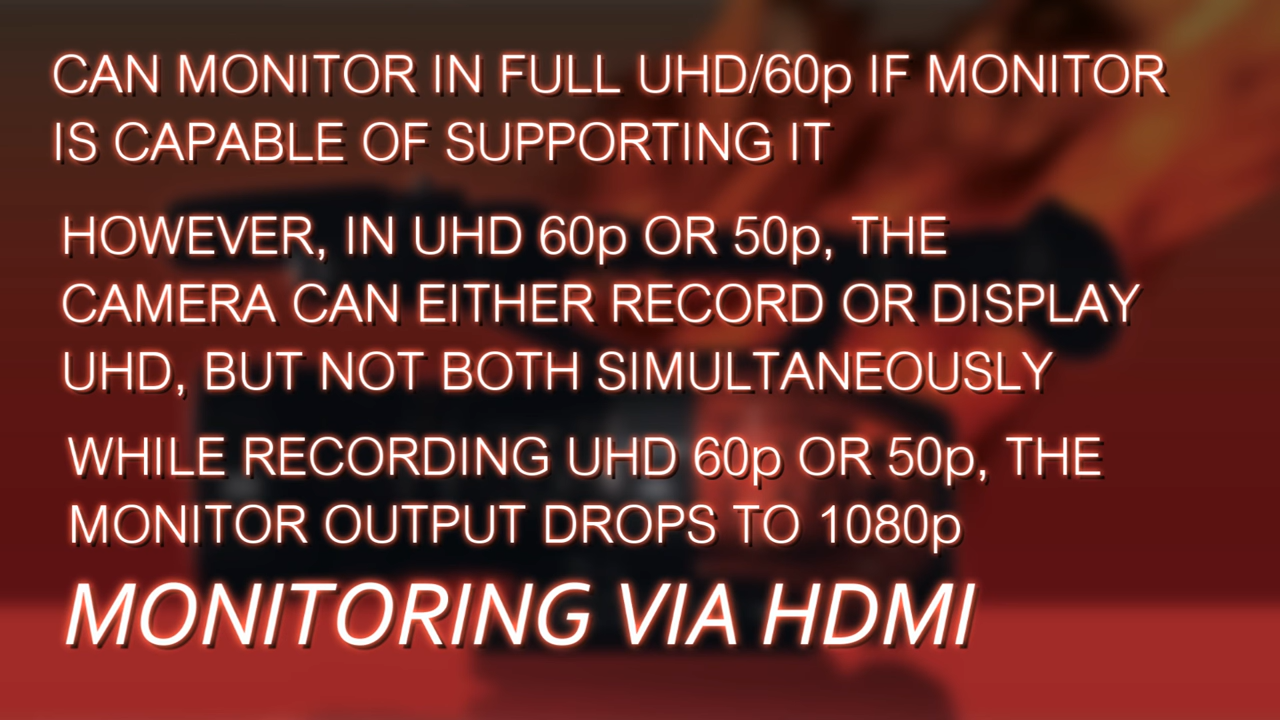 CAN MONITOR IN FULL UHD/60p IF MONITOR
IS CAPABLE OF SUPPORTING IT
HOWEVER, IN UHD 60p OR 50p, THE
CAMERA CAN EITHER RECORD OR DISPLAY
UHD, BUT NOT BOTH SIMULTANEOUSLY
WHILE RECORDING UHD 60p OR 50p, THE
MONITOR OUTPUT DROPS TO 1080p
MONITORING VIA HDMI